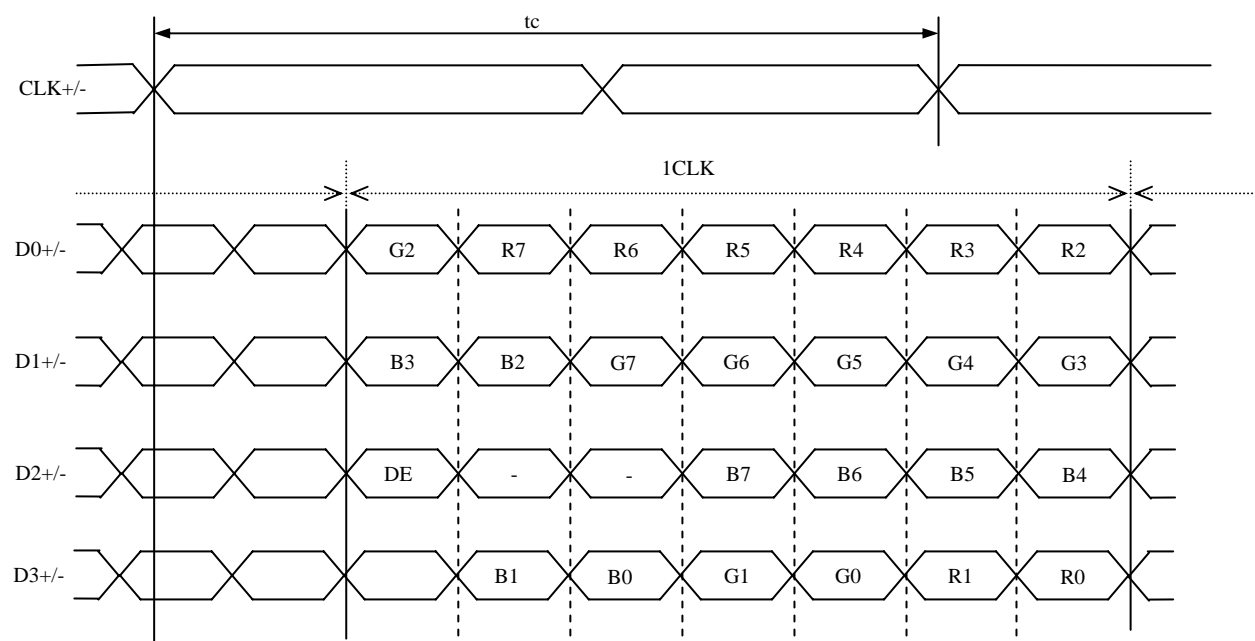 tc
CLK+/-
1CLK
D0+/- G2 R7 R6 R5 R4 R3 R2
D1+/- B3 B2 G7 G6 G5 G4 G3
D2+/- DE - - B7 B6 B5 B4
D3+/- B1 B0 G1 G0 R1 R0